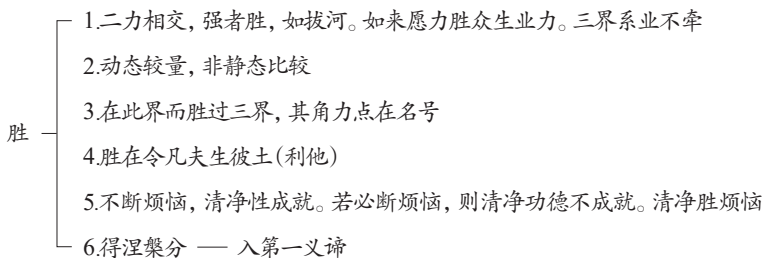 1.二力相交，强者胜，如拔河。如来愿力胜众生业力。三界系业不牵
2.动态较量，非静态比较
3.在此界而胜过三界，其角力点在名号
胜
4.胜在令凡夫生彼土（利他）
5.不断烦恼，清净性成就。若必断烦恼，则清净功德不成就。清净胜烦恼
6.得涅槃分 — 入第一义谛